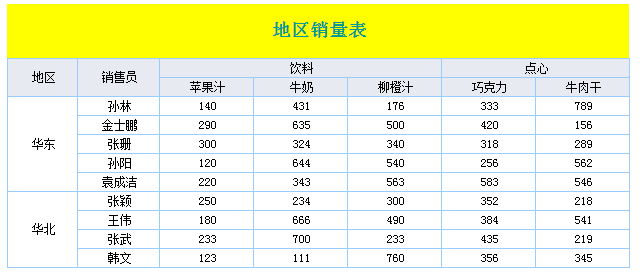 地区销量表
地区 销售员 饮料 点心
苹果汁 牛奶 柳橙汁 巧克力 牛肉干
华东 孙林 140 431 176 333 789
金士鹏 290 635 500 420 156
张珊 300 324 340 318 289
孙阳 120 644 540 256 562
袁成洁 220 343 563 583 546
华北 张颖 250 234 300 352 218
王伟 180 666 490 384 541
张武 233 700 233 435 219
韩文 123 111 760 356 345